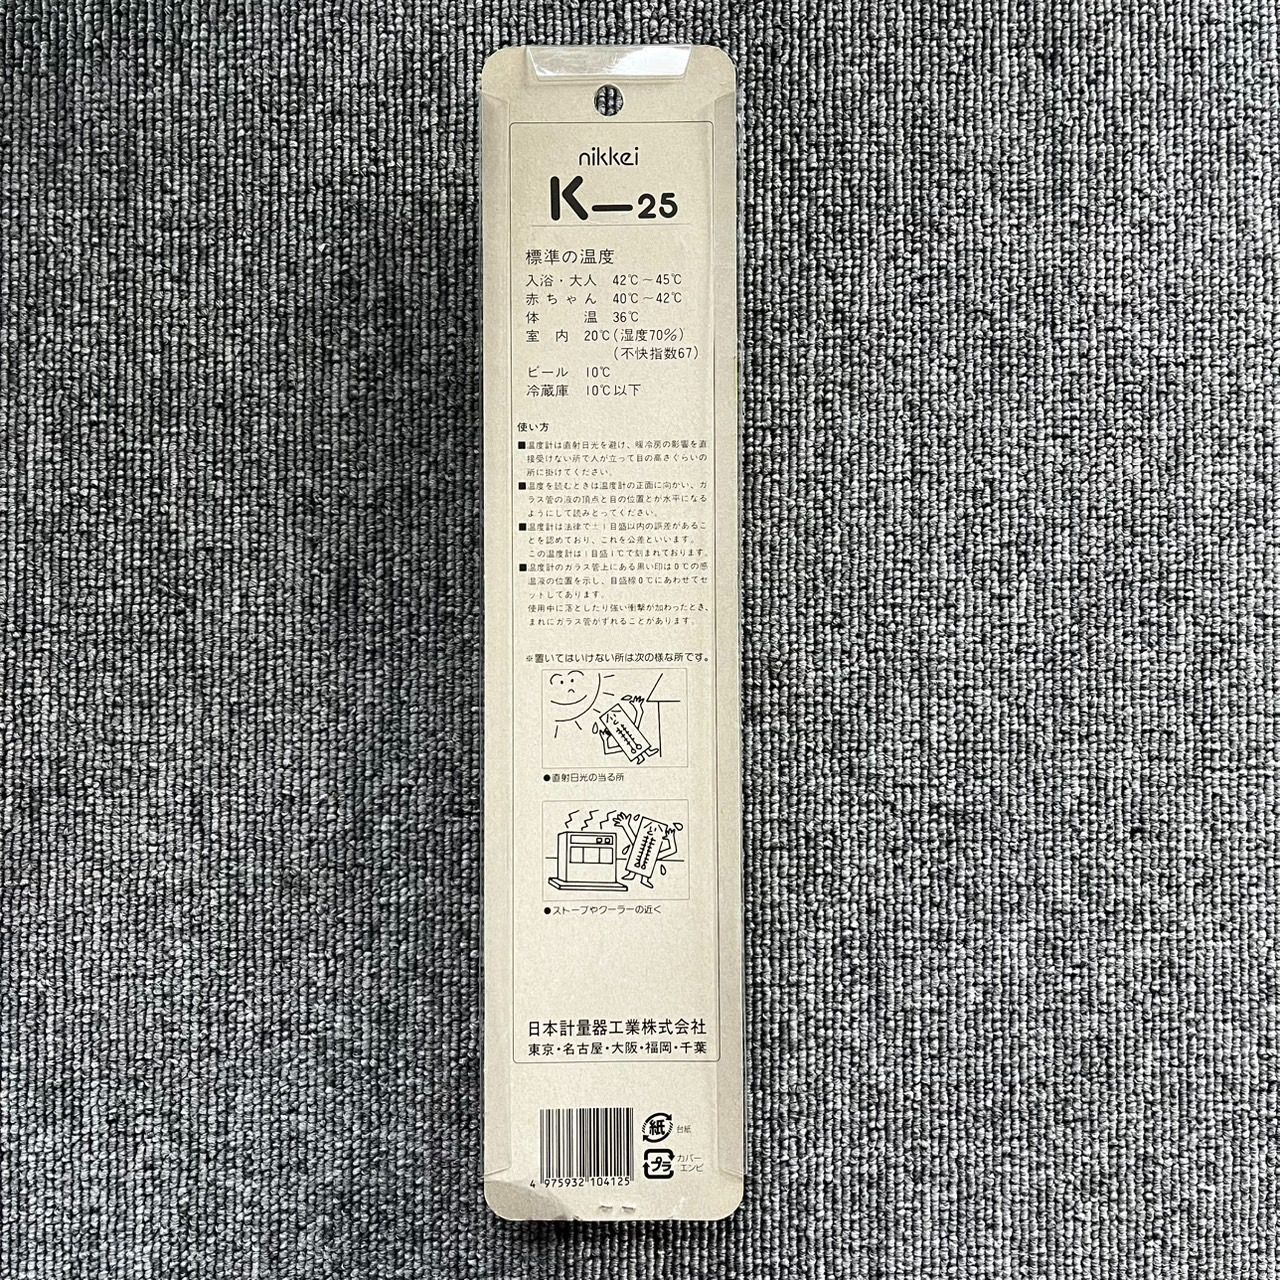 nikkei
K-25
標準の温度
入浴・大人 42℃~45℃
赤ちゃん 40℃~42℃
体温 36℃
室内 20℃(湿度70%)
(不快指数67)
ビール 10℃
冷蔵庫 10℃以下
使い方
■温度計は直射日光を避け、暖冷房の影響を直
接受けない所で人が立って目の高さぐらいの
所に掛けてください。
■温度を読むときは温度計の正面に向かい、ガ
ラス管の液の頂点と目の位置とが水平になる
ようにして読みとってください。
■温度計は法律で±1目盛以内の誤差があるこ
とを認めており、これを公差といいます。
この温度計は1目盛1℃で刻まれております。
■温度計のガラス管上にある黒い印は0℃の感
温液の位置を示し、目盛線0℃にあわせてセ
ットしてあります。
使用中に落としたり強い衝撃が加わったとき、
まれにガラス管がずれることがあります。
※置いてはいけない所は次の様な所です。
●直射日光の当る所
●ストーブやクーラーの近く
日本計量器工業株式会社
東京・名古屋・大阪・福岡・千葉
紙 台紙
プラ カバー
エンビ
4 975932 104125